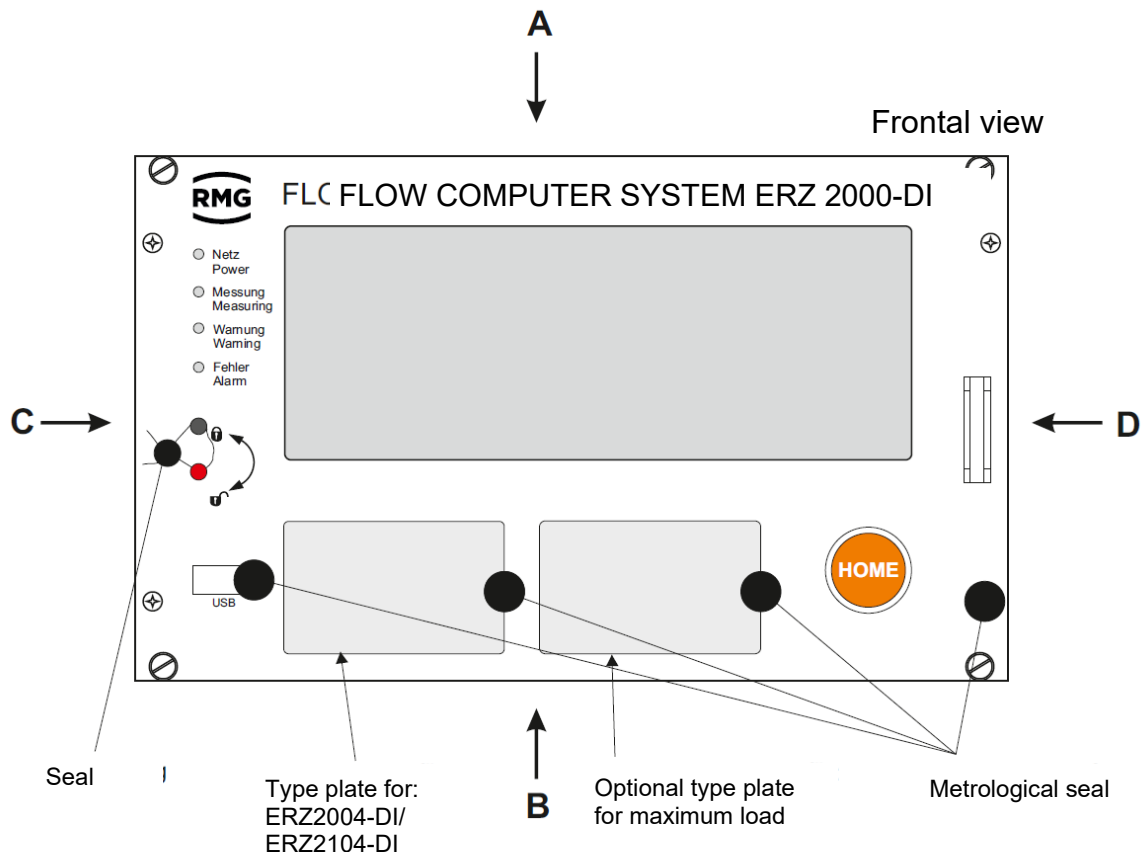 A
Frontal view
RMG
FLC FLOW COMPUTER SYSTEM ERZ 2000-DI
Netz
Power
Messung
Measuring
Warnung
Warning
Fehler
Alarm
C
D
HOME
USB
Seal
Type plate for:
ERZ2004-DI/
ERZ2104-DI
B
Optional type plate
for maximum load
Metrological seal